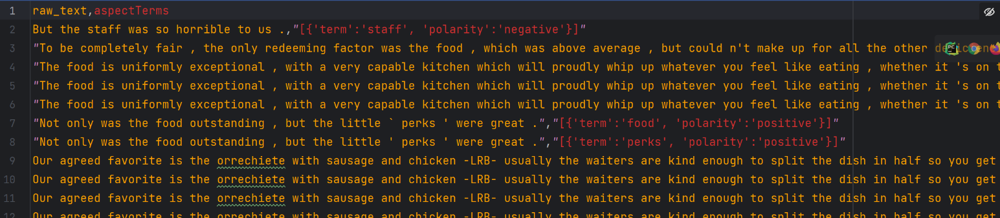 1 raw_text,aspectTerms
2 But the staff was so horrible to us .,"[{'term':'staff', 'polarity':'negative'}]"
3 "To be completely fair , the only redeeming factor was the food , which was above average , but could n't make up for all the other
4 "The food is uniformly exceptional , with a very capable kitchen which will proudly whip up whatever you feel like eating , whether it 's on
5 "The food is uniformly exceptional , with a very capable kitchen which will proudly whip up whatever you feel like eating , whether it 's on
6 "The food is uniformly exceptional , with a very capable kitchen which will proudly whip up whatever you feel like eating , whether it 's on
7 "Not only was the food outstanding , but the little ` perks ' were great .","[{'term':'food', 'polarity':'positive'}]"
8 "Not only was the food outstanding , but the little ' perks ' were great .","[{'term':'perks', 'polarity':'positive'}]"
9 Our agreed favorite is the orrechiete with sausage and chicken -LRB- usually the waiters are kind enough to split the dish in half so you get
10 Our agreed favorite is the orrechiete with sausage and chicken -LRB- usually the waiters are kind enough to split the dish in half so you get
11 Our agreed favorite is the orrechiete with sausage and chicken -LRB- usually the waiters are kind enough to split the dish in half so you get
12 Our agreed favorite is the orrechiete with sausage and chicken -LRB- usually the waiters are kind enough to split the dish in half so you get